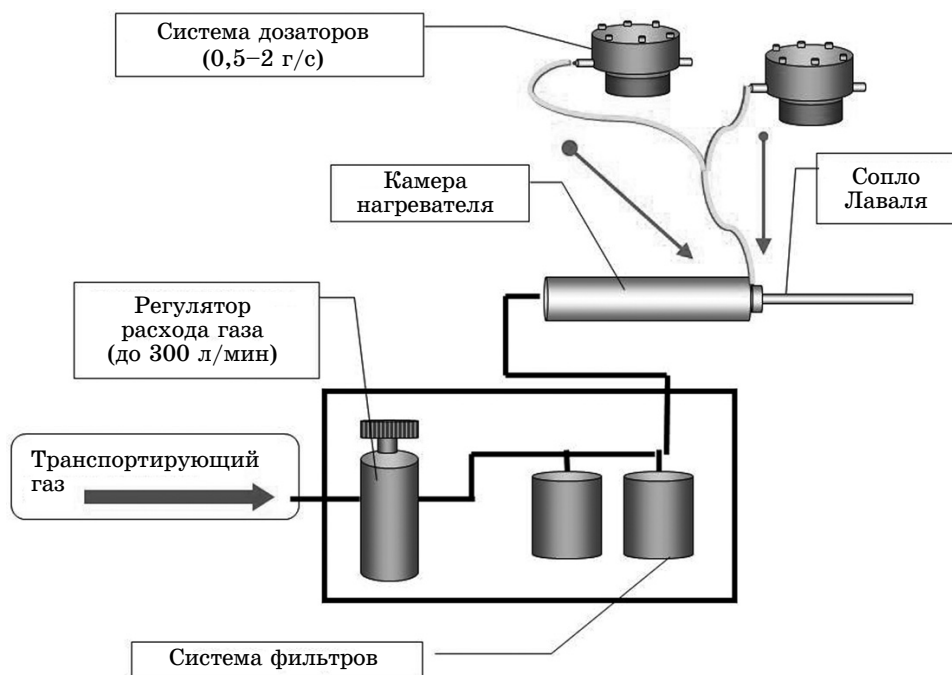 Система дозаторов
(0,5–2 г/с)
Камера
нагревателя
Сопло
Лаваля
Регулятор
расхода газа
(до 300 л/мин)
Транспортирующий
газ
Система фильтров